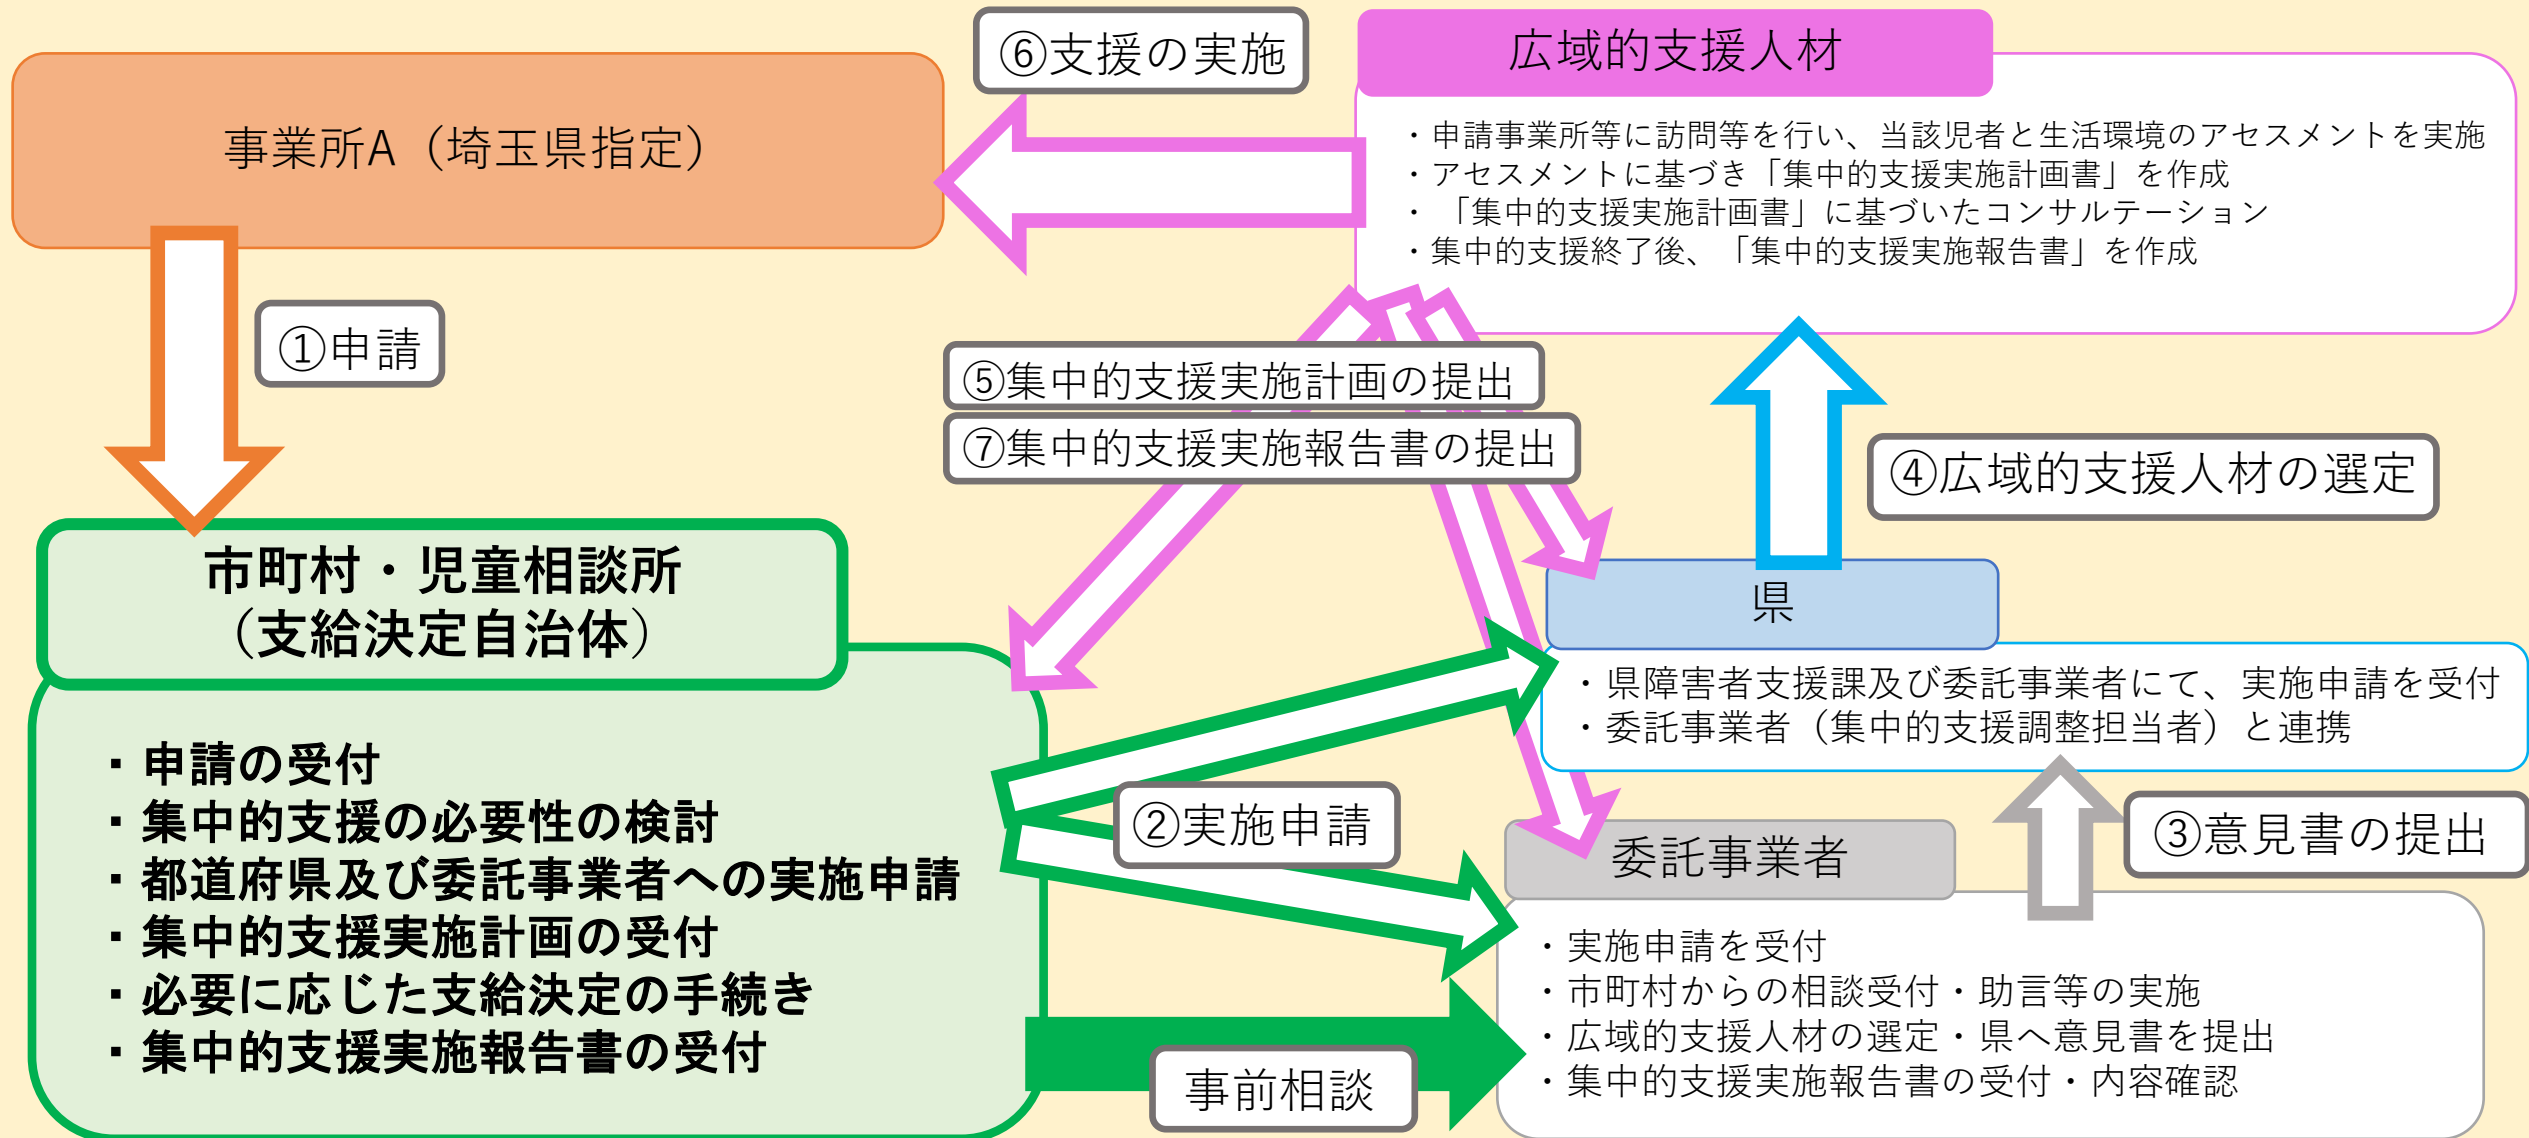 ⑥支援の実施
広域的支援人材
事業所A（埼玉県指定）
・申請事業所等に訪問等を行い、当該児者と生活環境のアセスメントを実施
・アセスメントに基づき「集中的支援実施計画書」を作成
・「集中的支援実施計画書」に基づいたコンサルテーション
・集中的支援終了後、「集中的支援実施報告書」を作成
①申請
⑤集中的支援実施計画の提出
⑦集中的支援実施報告書の提出
④広域的支援人材の選定
市町村・児童相談所
（支給決定自治体）
・申請の受付
・集中的支援の必要性の検討
・都道府県及び委託事業者への実施申請
・集中的支援実施計画の受付
・必要に応じた支給決定の手続き
・集中的支援実施報告書の受付
県
・県障害者支援課及び委託事業者にて、実施申請を受付
・委託事業者（集中的支援調整担当者）と連携
②実施申請
③意見書の提出
委託事業者
・実施申請を受付
・市町村からの相談受付・助言等の実施
・広域的支援人材の選定・県へ意見書を提出
・集中的支援実施報告書の受付・内容確認
事前相談